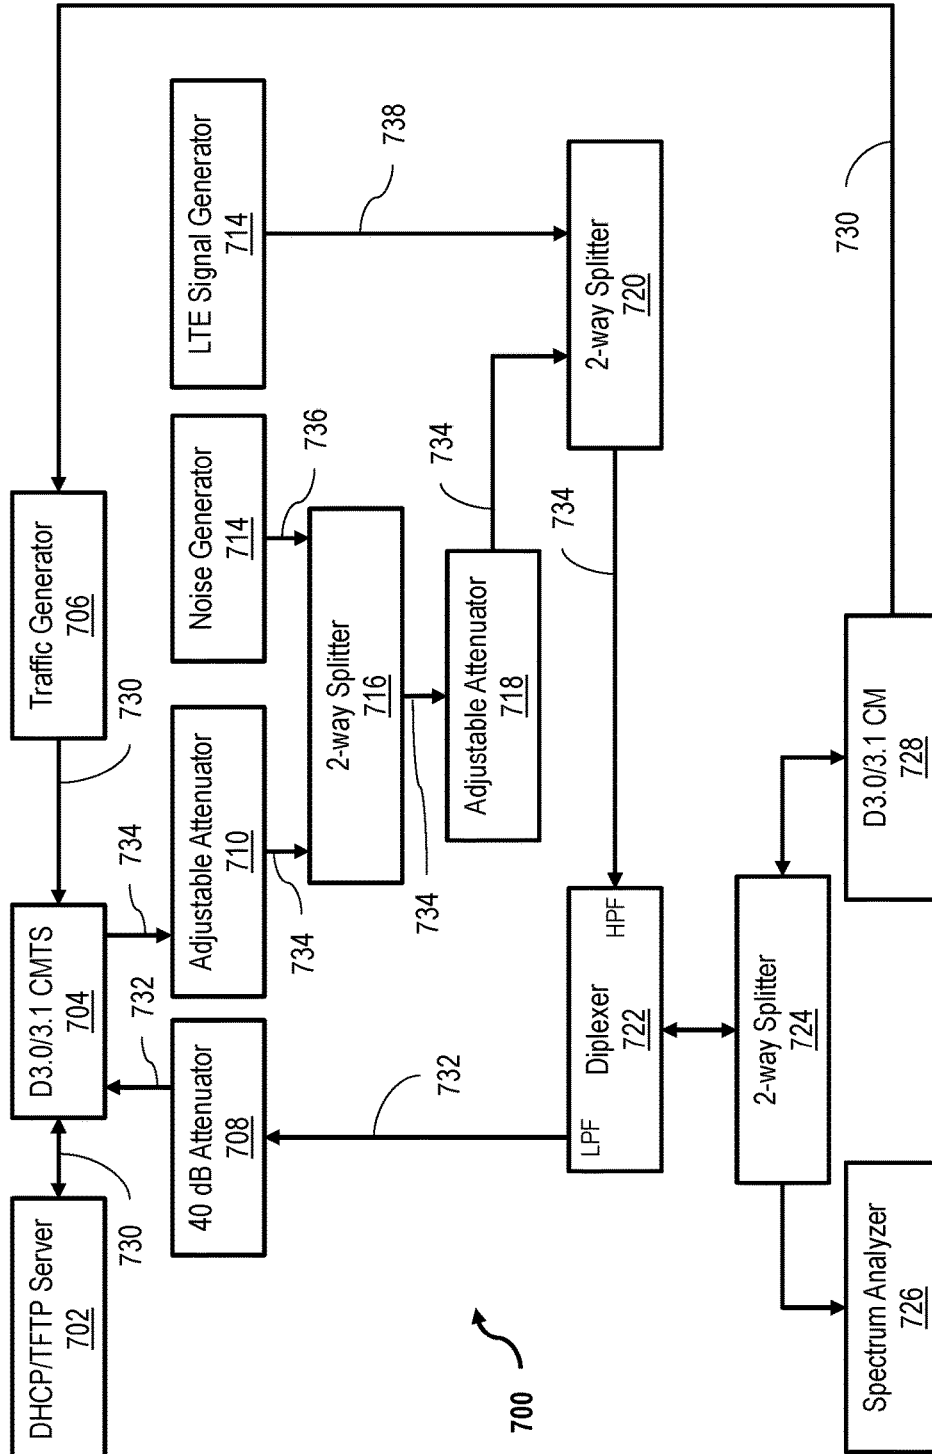 DHCP/TFTP Server
702
730
D3.0/3.1 CMTS
704
730
Traffic Generator
706
732
734
40 dB Attenuator
708
Adjustable Attenuator
710
Noise Generator
714
LTE Signal Generator
714
734
736
738
2-way Splitter
716
732
734
Adjustable Attenuator
718
734
700
734
LPF
Diplexer
722
HPF
2-way Splitter
720
2-way Splitter
724
730
Spectrum Analyzer
726
D3.0/3.1 CM
728